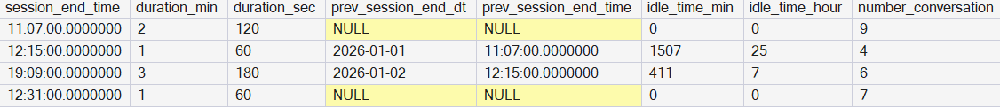 session_end_time duration_min duration_sec prev_session_end_dt prev_session_end_time idle_time_min idle_time_hour number_conversation
11:07:00.0000000 2 120 NULL NULL 0 0 9
12:15:00.0000000 1 60 2026-01-01 11:07:00.0000000 1507 25 4
19:09:00.0000000 3 180 2026-01-02 12:15:00.0000000 411 7 6
12:31:00.0000000 1 60 NULL NULL 0 0 7